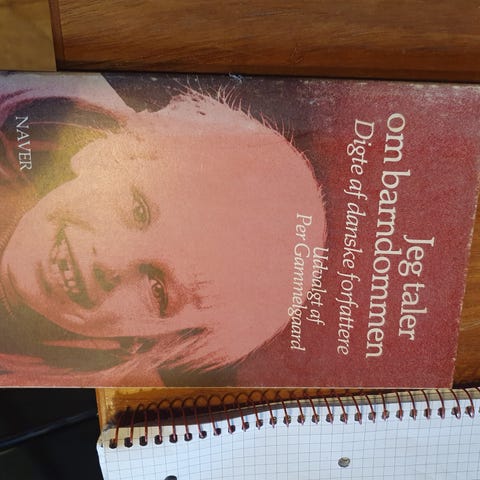 Jeg taler
om barndommen
Digte af danske forfattere
Udvalgt af
Per Gammelgaard
NAVER